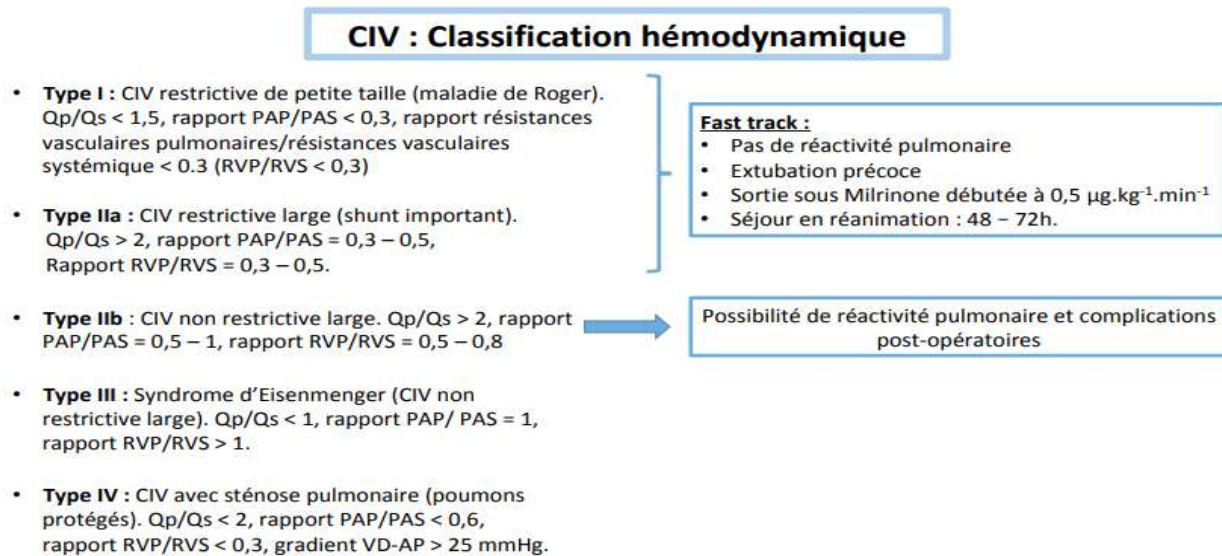 CIV : Classification hémodynamique
• Type I : CIV restrictive de petite taille (maladie de Roger).
Qp/Qs < 1,5, rapport PAP/PAS < 0,3, rapport résistances
vasculaires pulmonaires/résistances vasculaires
systémique < 0.3 (RVP/RVS < 0,3)
• Type IIa : CIV restrictive large (shunt important).
Qp/Qs > 2, rapport PAP/PAS = 0,3 – 0,5,
Rapport RVP/RVS = 0,3 – 0,5.
• Type IIb : CIV non restrictive large. Qp/Qs > 2, rapport
PAP/PAS = 0,5 – 1, rapport RVP/RVS = 0,5 – 0,8
• Type III : Syndrome d’Eisenmenger (CIV non
restrictive large). Qp/Qs < 1, rapport PAP/ PAS = 1,
rapport RVP/RVS > 1.
• Type IV : CIV avec sténose pulmonaire (poumons
protégés). Qp/Qs < 2, rapport PAP/PAS < 0,6,
rapport RVP/RVS < 0,3, gradient VD-AP > 25 mmHg.
Fast track :
• Pas de réactivité pulmonaire
• Extubation précoce
• Sortie sous Milrinone débutée à 0,5 µg.kg⁻¹.min⁻¹
• Séjour en réanimation : 48 – 72h.
Possibilité de réactivité pulmonaire et complications
post-opératoires